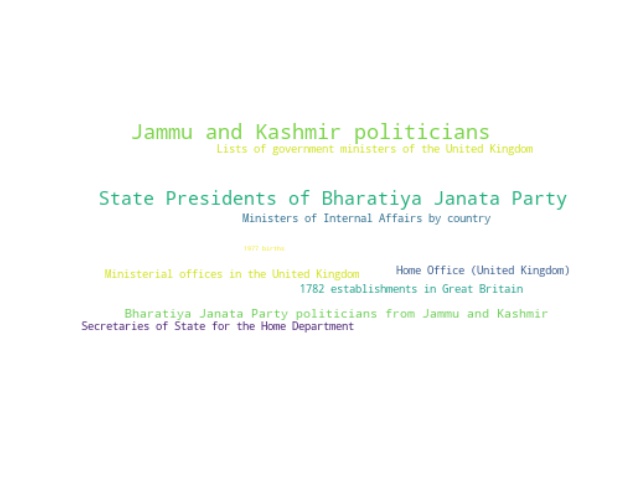 Jammu and Kashmir politicians
Lists of government ministers of the United Kingdom
State Presidents of Bharatiya Janata Party
Ministers of Internal Affairs by country
1977 births
Ministerial offices in the United Kingdom
Home Office (United Kingdom)
1782 establishments in Great Britain
Bharatiya Janata Party politicians from Jammu and Kashmir
Secretaries of State for the Home Department